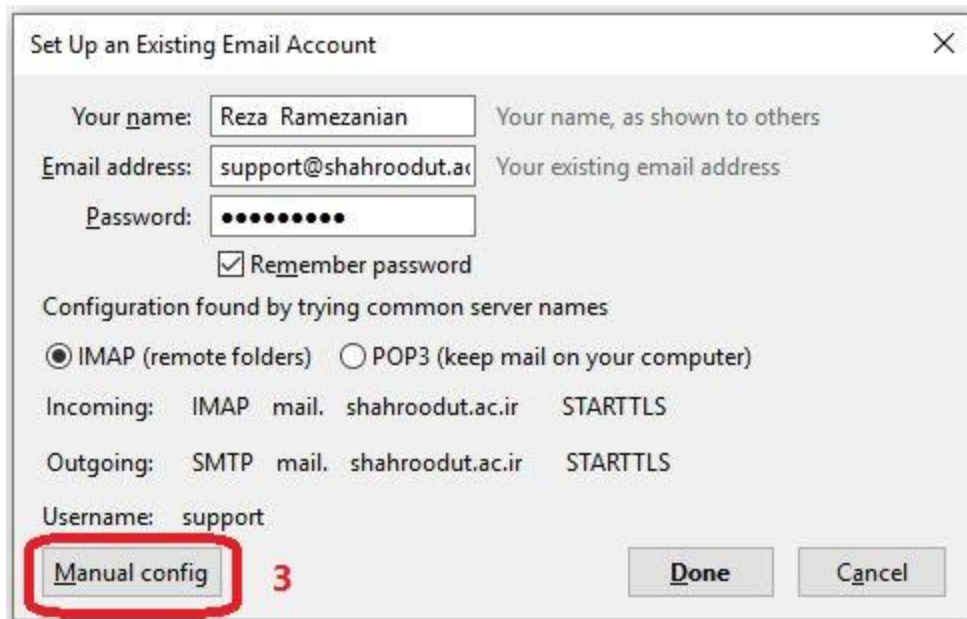 Set Up an Existing Email Account
Your name: Reza Ramezanian Your name, as shown to others
Email address: support@shahroodut.ac Your existing email address
Password: •••••••••
Remember password
Configuration found by trying common server names
IMAP (remote folders) POP3 (keep mail on your computer)
Incoming: IMAP mail. shahroodut.ac.ir STARTTLS
Outgoing: SMTP mail. shahroodut.ac.ir STARTTLS
Username: support
Manual config 3 Done Cancel